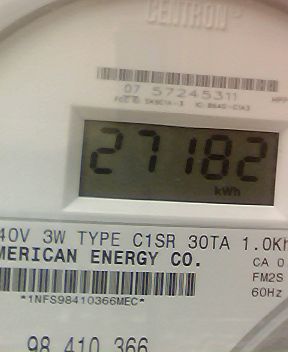 CENTRON®
07 57245311
27182
kWh
40V 3W TYPE C1SR 30TA 1.0Kh
MERICAN ENERGY CO.
CA 0
FM2S
60Hz
*1NFS98410366MEC*
98 410 366